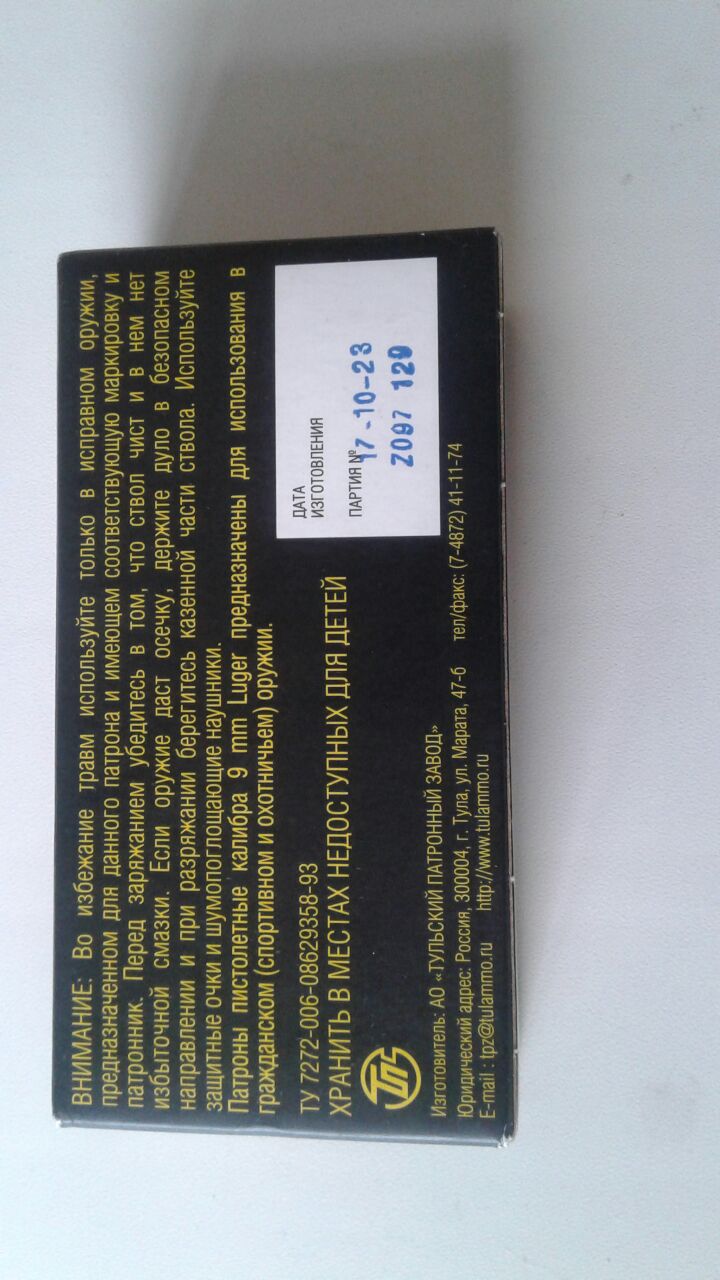 ВНИМАНИЕ: Во избежание травм используйте только в исправном оружии,
предназначенном для данного патрона и имеющем соответствующую маркировку и
патронник. Перед заряжанием убедитесь в том, что ствол чист и в нем нет
избыточной смазки. Если оружие даст осечку, держите дуло в безопасном
направлении и при разряжании берегитесь казенной части ствола. Используйте
защитные очки и шумопоглощающие наушники.
Патроны пистолетные калибра 9 mm Luger предназначены для использования в
гражданском (спортивном и охотничьем) оружии.
ДАТА
ИЗГОТОВЛЕНИЯ
ПАРТИЯ №
17-10-23
Z097 129
ТУ 7272-006-08629358-93
ХРАНИТЬ В МЕСТАХ НЕДОСТУПНЫХ ДЛЯ ДЕТЕЙ
ТПЗ
Изготовитель: АО «ТУЛЬСКИЙ ПАТРОННЫЙ ЗАВОД»
Юридический адрес: Россия, 300004, г. Тула, ул. Марата, 47-б тел/факс: (7-4872) 41-11-74
E-mail : tpz@tulammo.ru http://www.tulammo.ru